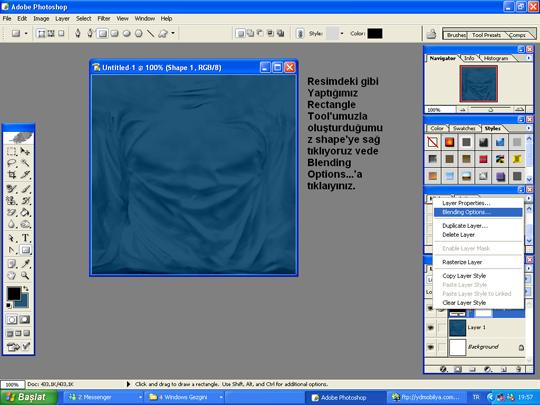 Adobe Photoshop
File Edit Image Layer Select Filter View Window Help
Style: Color:
Brushes Tool Presets Comps
Untitled-1 @ 100% (Shape 1, RGB/8)
Resimdeki gibi
Yaptığımız
Rectangle
Tool'umuzla
oluşturduğumu
z shape'ye sağ
tıklıyoruz vede
Blending
Options...'a
tıklaıyınız.
Navigator Info Histogram
100%
Color Swatches Styles
Layer Properties...
Blending Options...
Duplicate Layer...
Delete Layer
Enable Layer Mask
Rasterize Layer
Copy Layer Style
Paste Layer Style
Paste Layer Style to Linked
Clear Layer Style
Layer 1
Background
100% Doc: 433,1K/433,1K Click and drag to draw a rectangle. Use Shift, Alt, and Ctrl for additional options.
Başlat 2 Messenger 4 Windows Gezgini Adobe Photoshop ftp://ydmobilya.com... TR 19:57